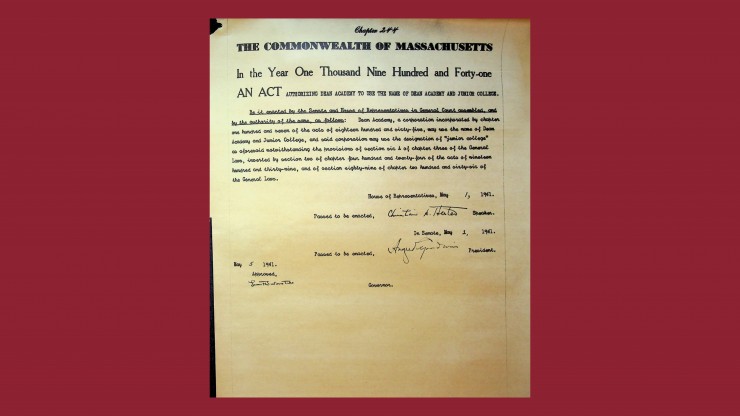 Chapter 244
THE COMMONWEALTH OF MASSACHUSETTS
In the Year One Thousand Nine Hundred and Forty-one
AN ACT AUTHORIZING DEAN ACADEMY TO USE THE NAME OF DEAN ACADEMY AND JUNIOR COLLEGE.
Be it enacted by the Senate and House of Representatives in General Court assembled, and
by the authority of the same, as follows: Dean Academy, a corporation incorporated by chapter
one hundred and seven of the acts of eighteen hundred and sixty-five, may use the name of Dean
Academy and Junior College, and said corporation may use the designation of "junior college"
as aforesaid notwithstanding the provisions of section six A of chapter three of the General
Laws, inserted by section two of chapter four hundred and twenty-four of the acts of nineteen
hundred and thirty-nine, and of section eighty-nine of chapter two hundred and sixty-six of
the General Laws.
House of Representatives, May 1, 1941.
Passed to be enacted, Speaker.
In Senate, May 1, 1941.
Passed to be enacted, President.
May 5 1941.
Approved,
Governor.